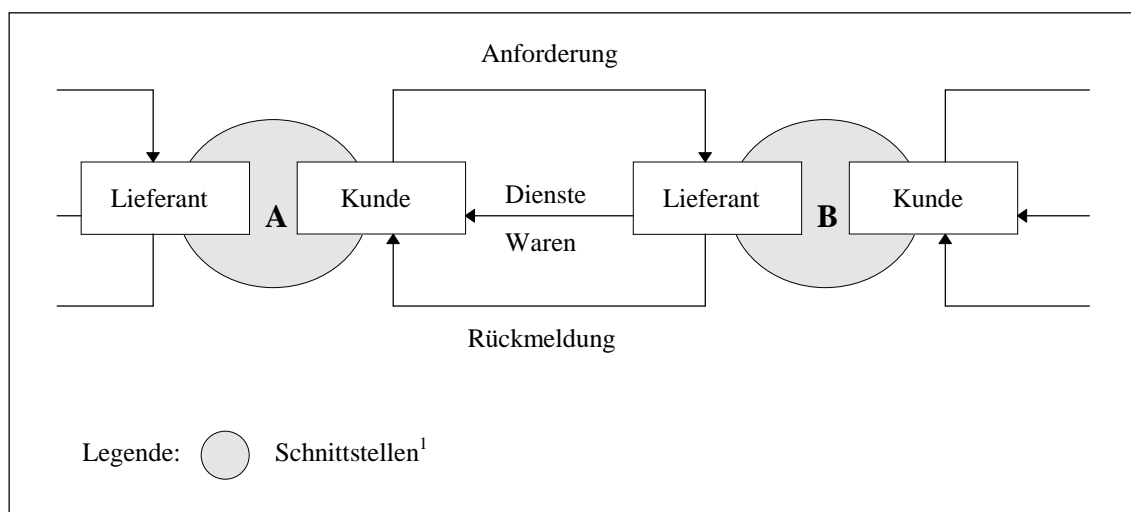 Anforderung
Lieferant A Kunde Dienste Lieferant B Kunde
Waren
Rückmeldung
Legende: Schnittstellen¹